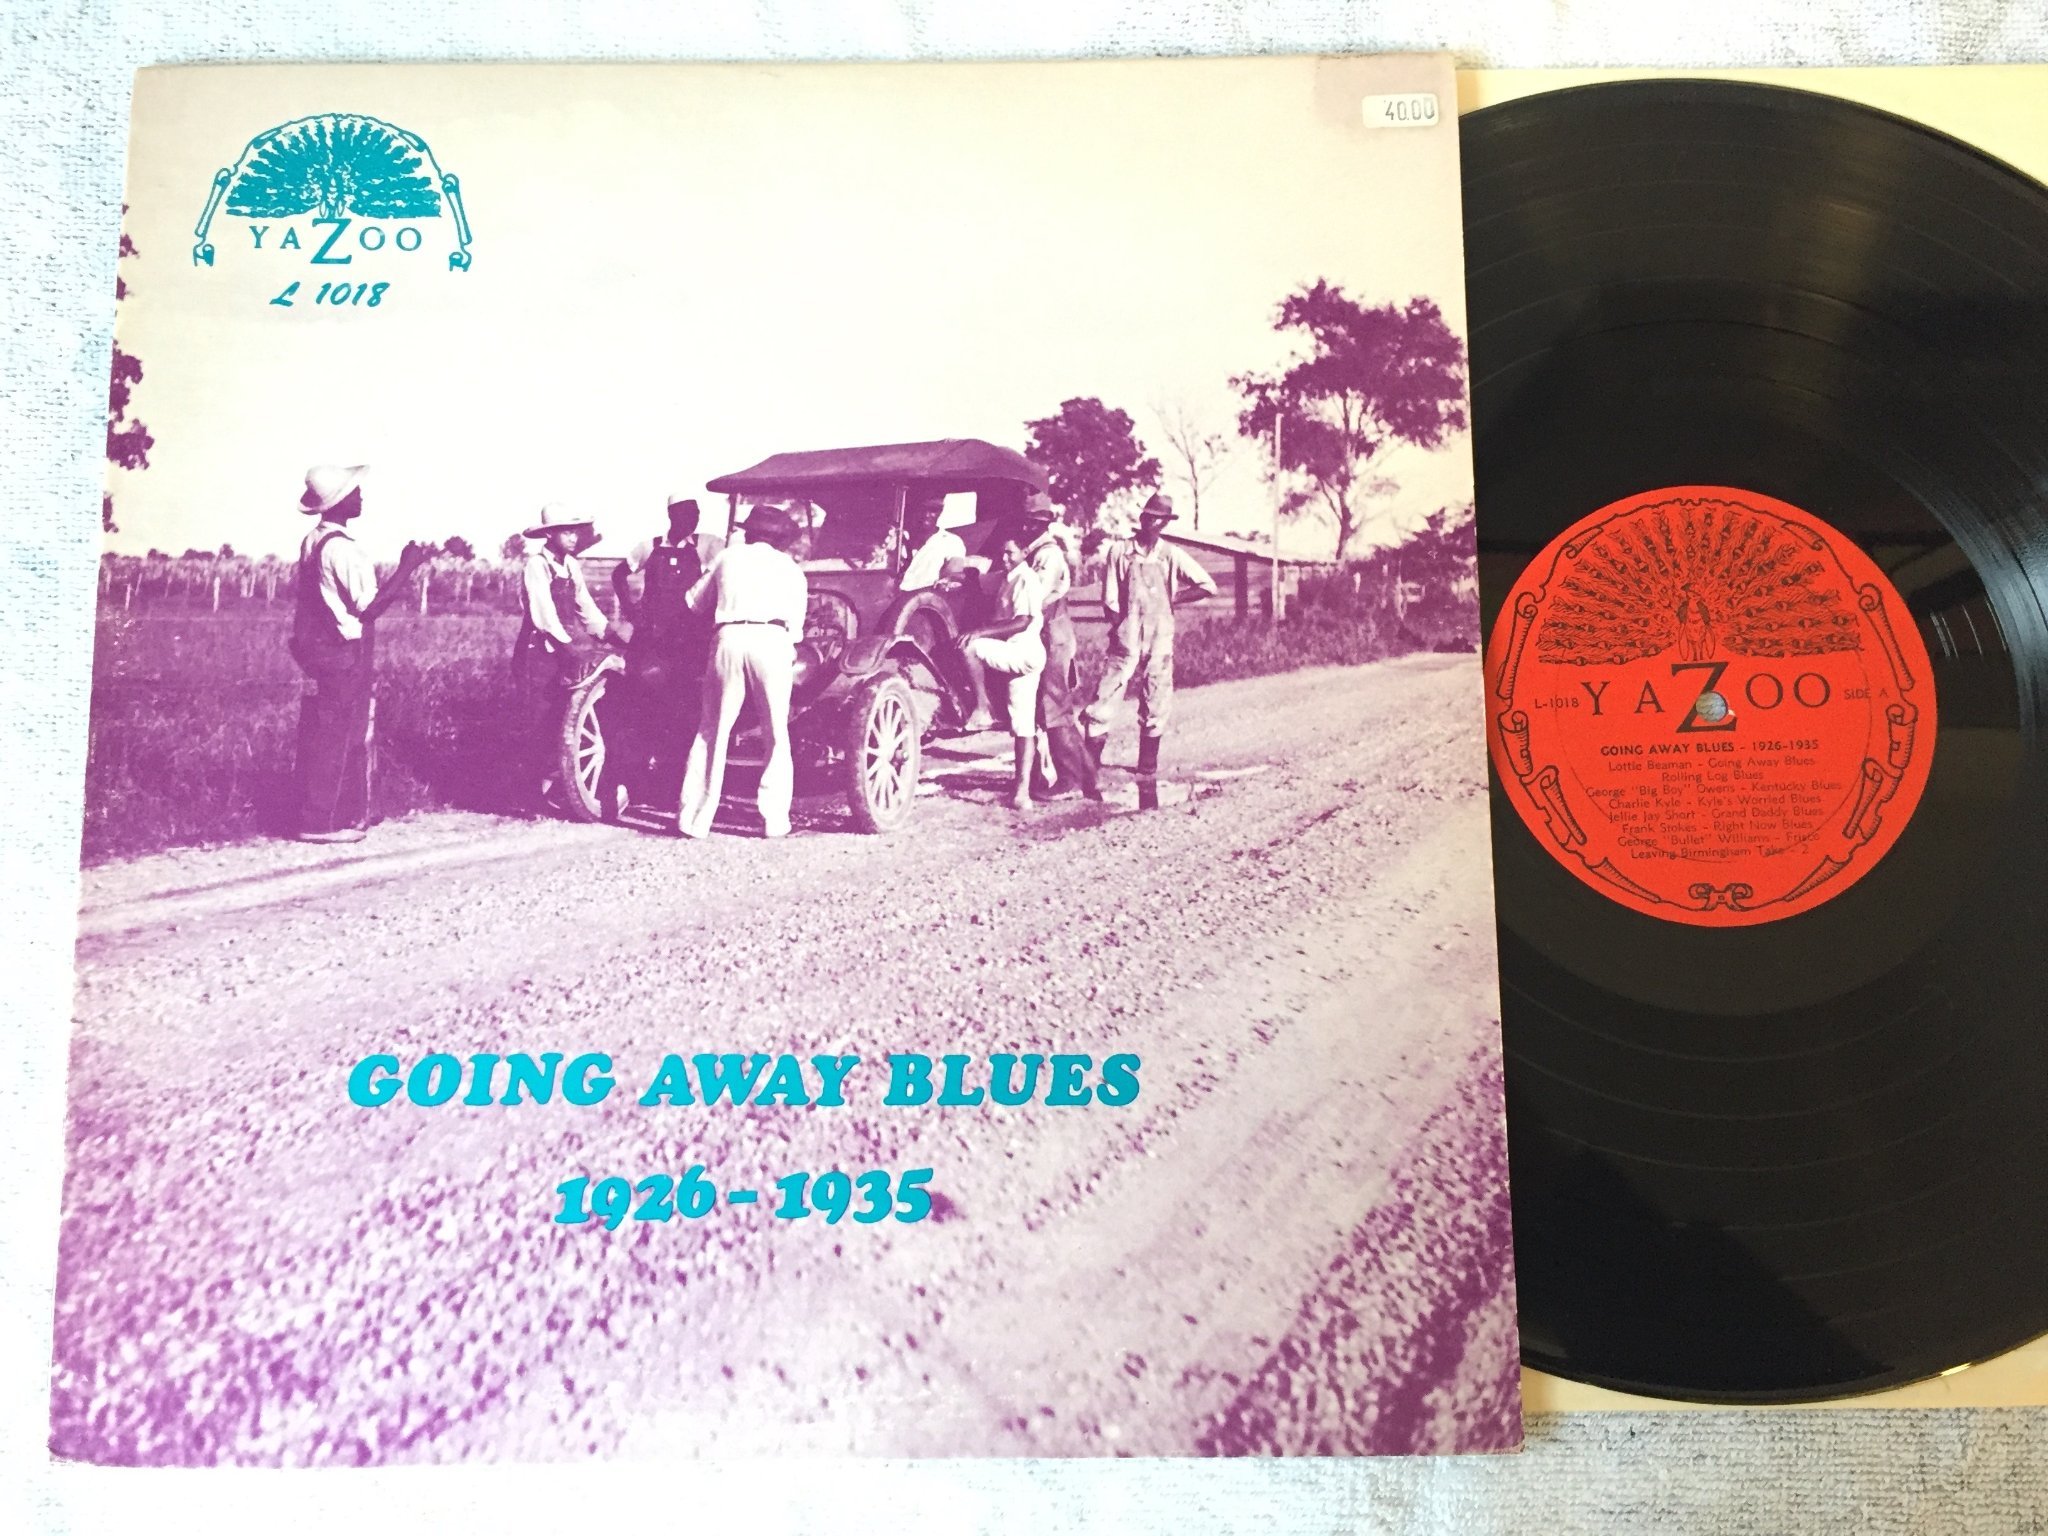 YAZOO
L 1018
40.00
GOING AWAY BLUES
1926-1935
L-1018 YAZOO SIDE A
GOING AWAY BLUES - 1926-1935
Lottie Beaman - Going Away Blues
Rolling Log Blues
George "Big Boy" Owens - Kentucky Blues
Charlie Kyle - Kyle's Worried Blues
Jellie Jay Short - Grand Daddy Blues
Frank Stokes - Right Now Blues
George "Bullet" Williams - Frisco
Leaving Birmingham Take - 2